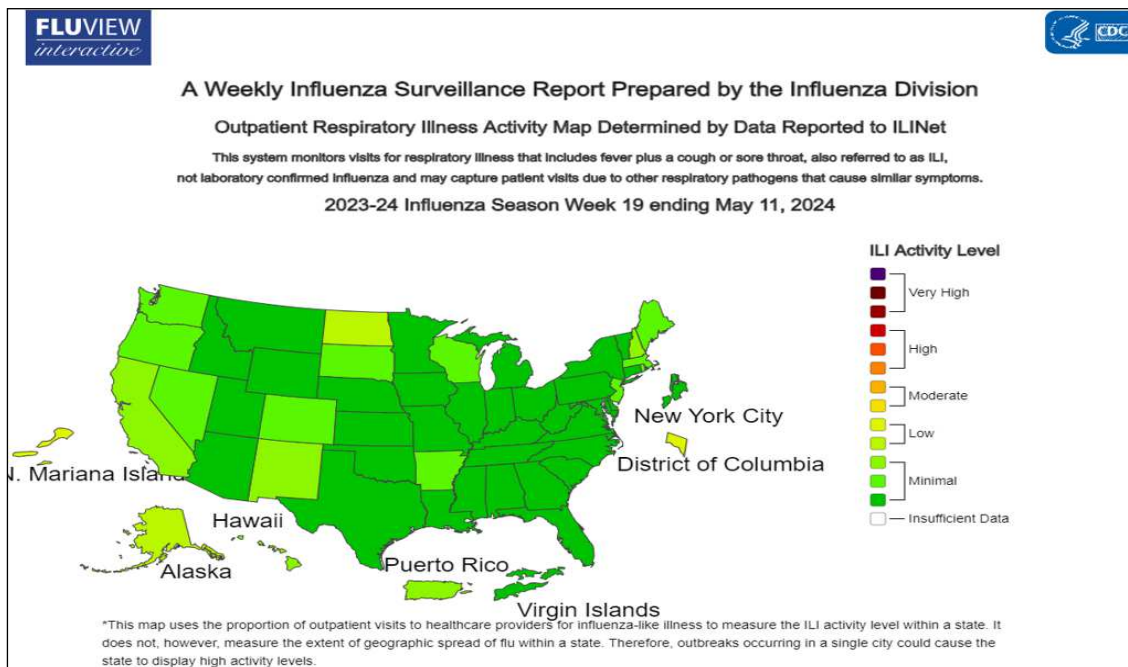 FLUVIEW
interactive
CDC
A Weekly Influenza Surveillance Report Prepared by the Influenza Division
Outpatient Respiratory Illness Activity Map Determined by Data Reported to ILINet
This system monitors visits for respiratory illness that includes fever plus a cough or sore throat, also referred to as ILI,
not laboratory confirmed influenza and may capture patient visits due to other respiratory pathogens that cause similar symptoms.
2023-24 Influenza Season Week 19 ending May 11, 2024
ILI Activity Level
Very High
High
Moderate
Low
Minimal
Insufficient Data
New York City
District of Columbia
N. Mariana Island
Hawaii
Alaska
Puerto Rico
Virgin Islands
*This map uses the proportion of outpatient visits to healthcare providers for influenza-like illness to measure the ILI activity level within a state. It
does not, however, measure the extent of geographic spread of flu within a state. Therefore, outbreaks occurring in a single city could cause the
state to display high activity levels.